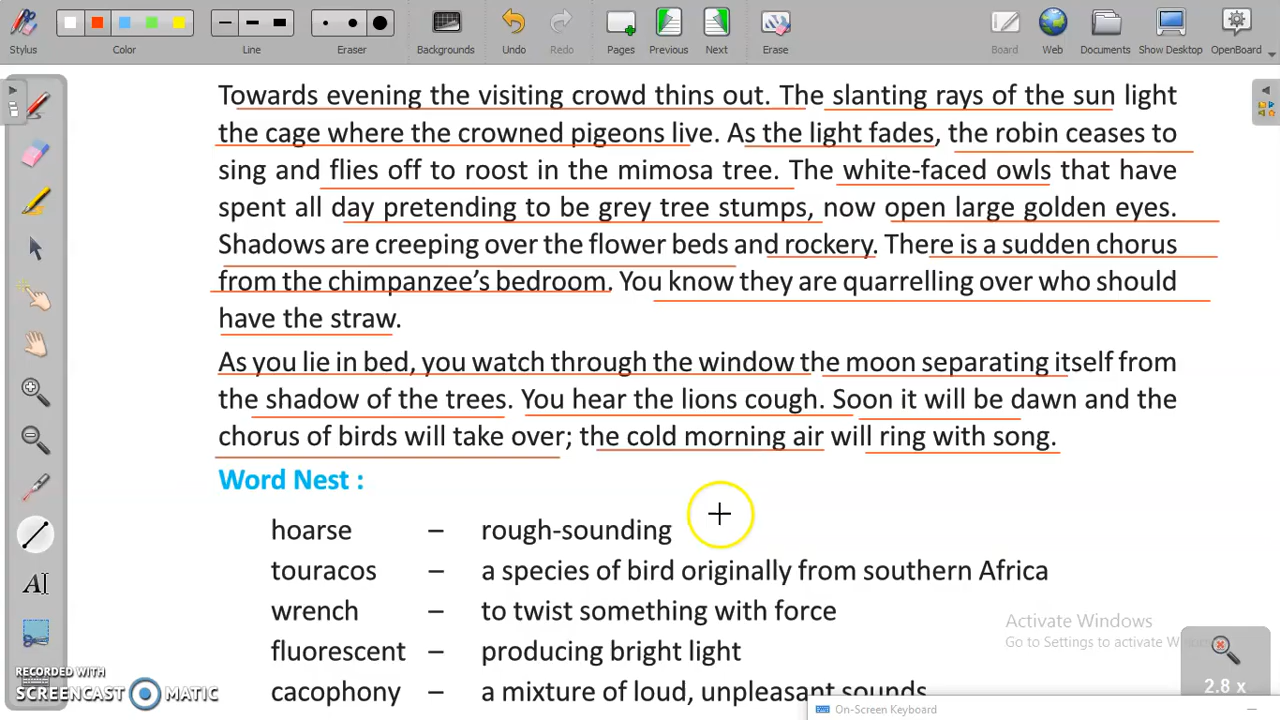 Stylus Color Line Eraser Backgrounds Undo Redo Pages Previous Next Erase Board Web Documents Show Desktop OpenBoard
Towards evening the visiting crowd thins out. The slanting rays of the sun light
the cage where the crowned pigeons live. As the light fades, the robin ceases to
sing and flies off to roost in the mimosa tree. The white-faced owls that have
spent all day pretending to be grey tree stumps, now open large golden eyes.
Shadows are creeping over the flower beds and rockery. There is a sudden chorus
from the chimpanzee’s bedroom. You know they are quarrelling over who should
have the straw.
As you lie in bed, you watch through the window the moon separating itself from
the shadow of the trees. You hear the lions cough. Soon it will be dawn and the
chorus of birds will take over; the cold morning air will ring with song.
Word Nest :
hoarse – rough-sounding
touracos – a species of bird originally from southern Africa
wrench – to twist something with force
fluorescent – producing bright light
cacophony – a mixture of loud, unpleasant sounds
Activate Windows
Go to Settings to activate Windows
2.8 x
RECORDED WITH
SCREENCAST MATIC
On-Screen Keyboard